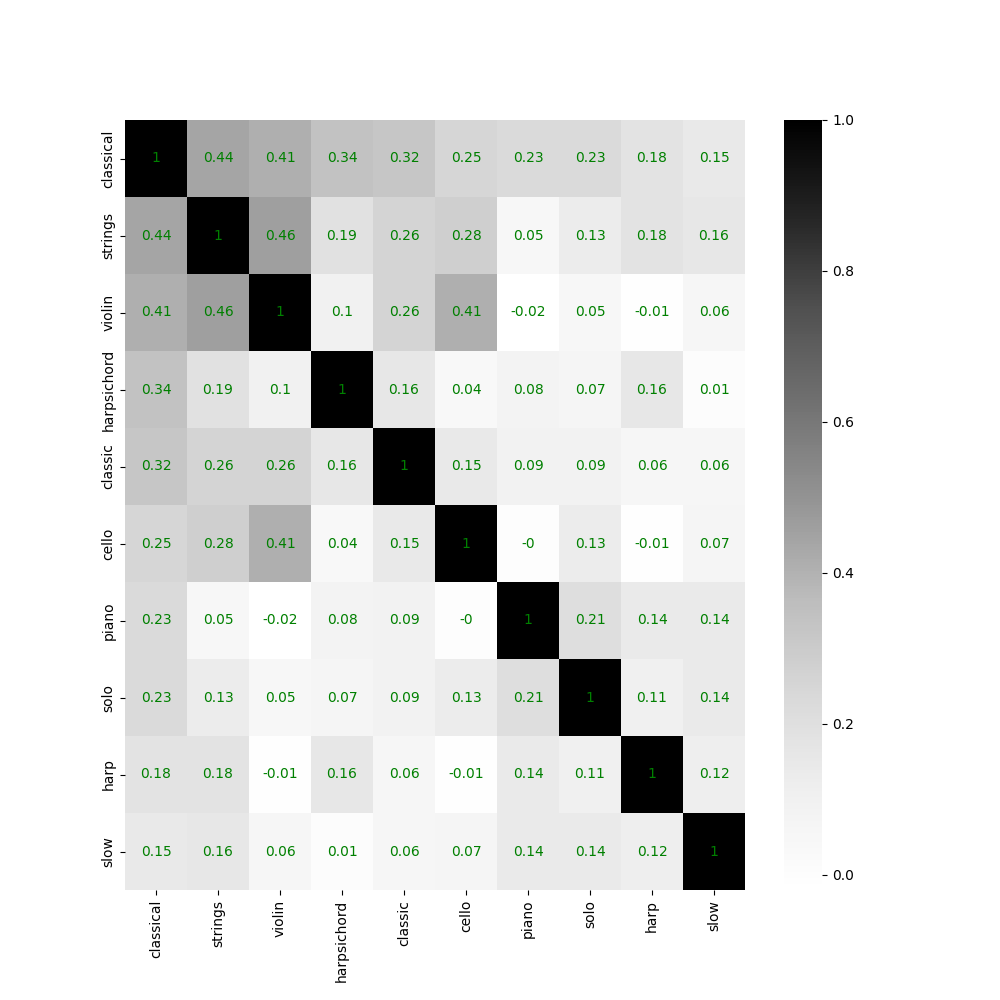 classical 1 0.44 0.41 0.34 0.32 0.25 0.23 0.23 0.18 0.15
strings 0.44 1 0.46 0.19 0.26 0.28 0.05 0.13 0.18 0.16
violin 0.41 0.46 1 0.1 0.26 0.41 -0.02 0.05 -0.01 0.06
harpsichord 0.34 0.19 0.1 1 0.16 0.04 0.08 0.07 0.16 0.01
classic 0.32 0.26 0.26 0.16 1 0.15 0.09 0.09 0.06 0.06
cello 0.25 0.28 0.41 0.04 0.15 1 -0 0.13 -0.01 0.07
piano 0.23 0.05 -0.02 0.08 0.09 -0 1 0.21 0.14 0.14
solo 0.23 0.13 0.05 0.07 0.09 0.13 0.21 1 0.11 0.14
harp 0.18 0.18 -0.01 0.16 0.06 -0.01 0.14 0.11 1 0.12
slow 0.15 0.16 0.06 0.01 0.06 0.07 0.14 0.14 0.12 1
classical strings violin harpsichord classic cello piano solo harp slow
1.0
0.8
0.6
0.4
0.2
0.0